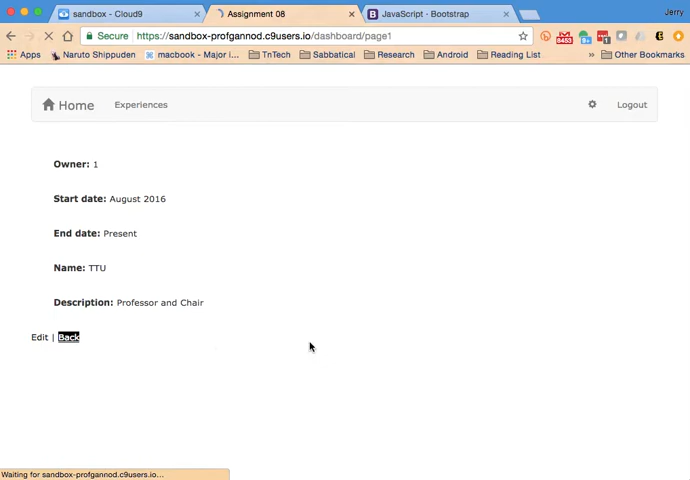 sandbox - Cloud9
Assignment 08
JavaScript · Bootstrap
Jerry
Secure https://sandbox-profgannod.c9users.io/dashboard/page1
8453
1
Apps Naruto Shippuden macbook - Major i... TnTech Sabbatical Research Android Reading List » Other Bookmarks
Home Experiences Logout
Owner: 1
Start date: August 2016
End date: Present
Name: TTU
Description: Professor and Chair
Edit | Back
Waiting for sandbox-profgannod.c9users.io...